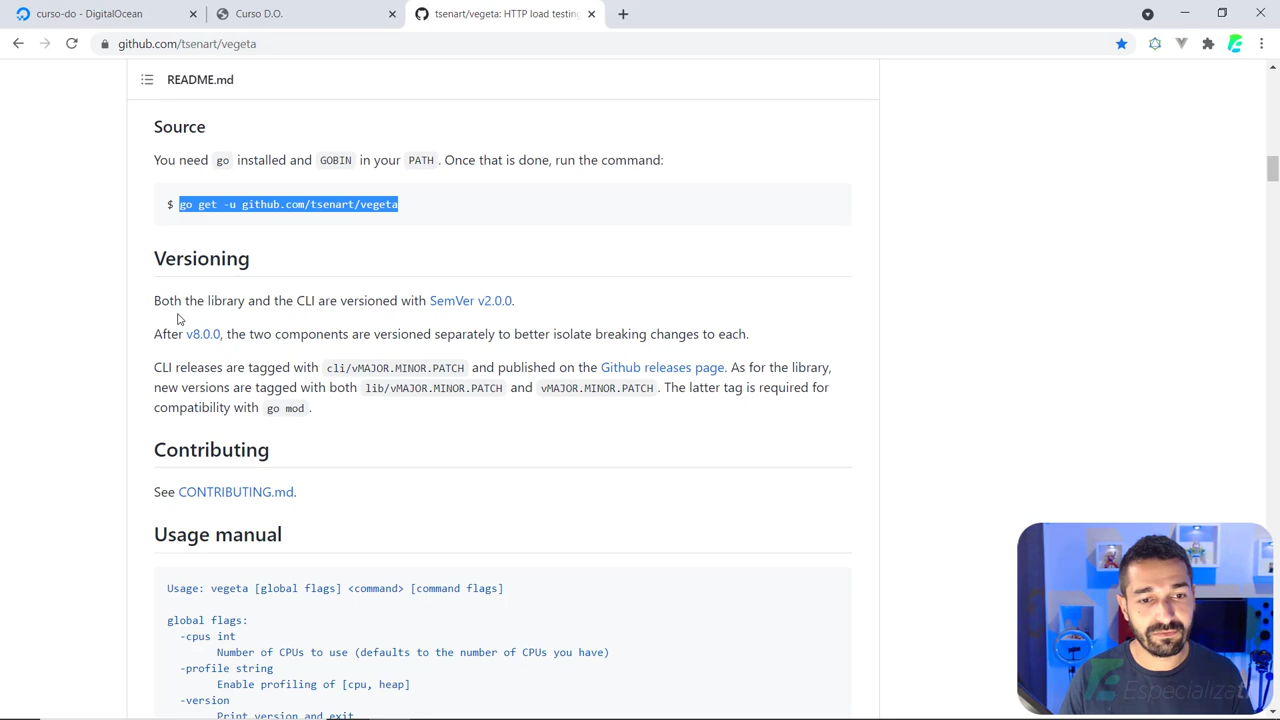 curso-do - DigitalOcean
Curso D.O.
tsenart/vegeta: HTTP load testing
github.com/tsenart/vegeta
README.md
Source
You need go installed and GOBIN in your PATH. Once that is done, run the command:
$ go get -u github.com/tsenart/vegeta
Versioning
Both the library and the CLI are versioned with SemVer v2.0.0.
After v8.0.0, the two components are versioned separately to better isolate breaking changes to each.
CLI releases are tagged with cli/vMAJOR.MINOR.PATCH and published on the Github releases page. As for the library,
new versions are tagged with both lib/vMAJOR.MINOR.PATCH and vMAJOR.MINOR.PATCH. The latter tag is required for
compatibility with go mod.
Contributing
See CONTRIBUTING.md.
Usage manual
Usage: vegeta [global flags] <command> [command flags]
global flags:
-cpus int
Number of CPUs to use (defaults to the number of CPUs you have)
-profile string
Enable profiling of [cpu, heap]
-version
Print version and exit